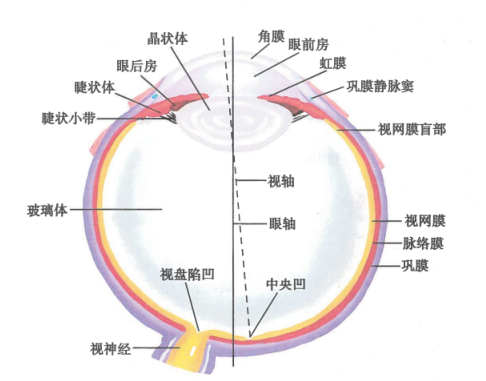 晶状体
角膜
眼前房
眼后房
虹膜
睫状体
巩膜静脉窦
睫状小带
视网膜盲部
视轴
玻璃体
眼轴
视网膜
脉络膜
巩膜
视盘陷凹
中央凹
视神经